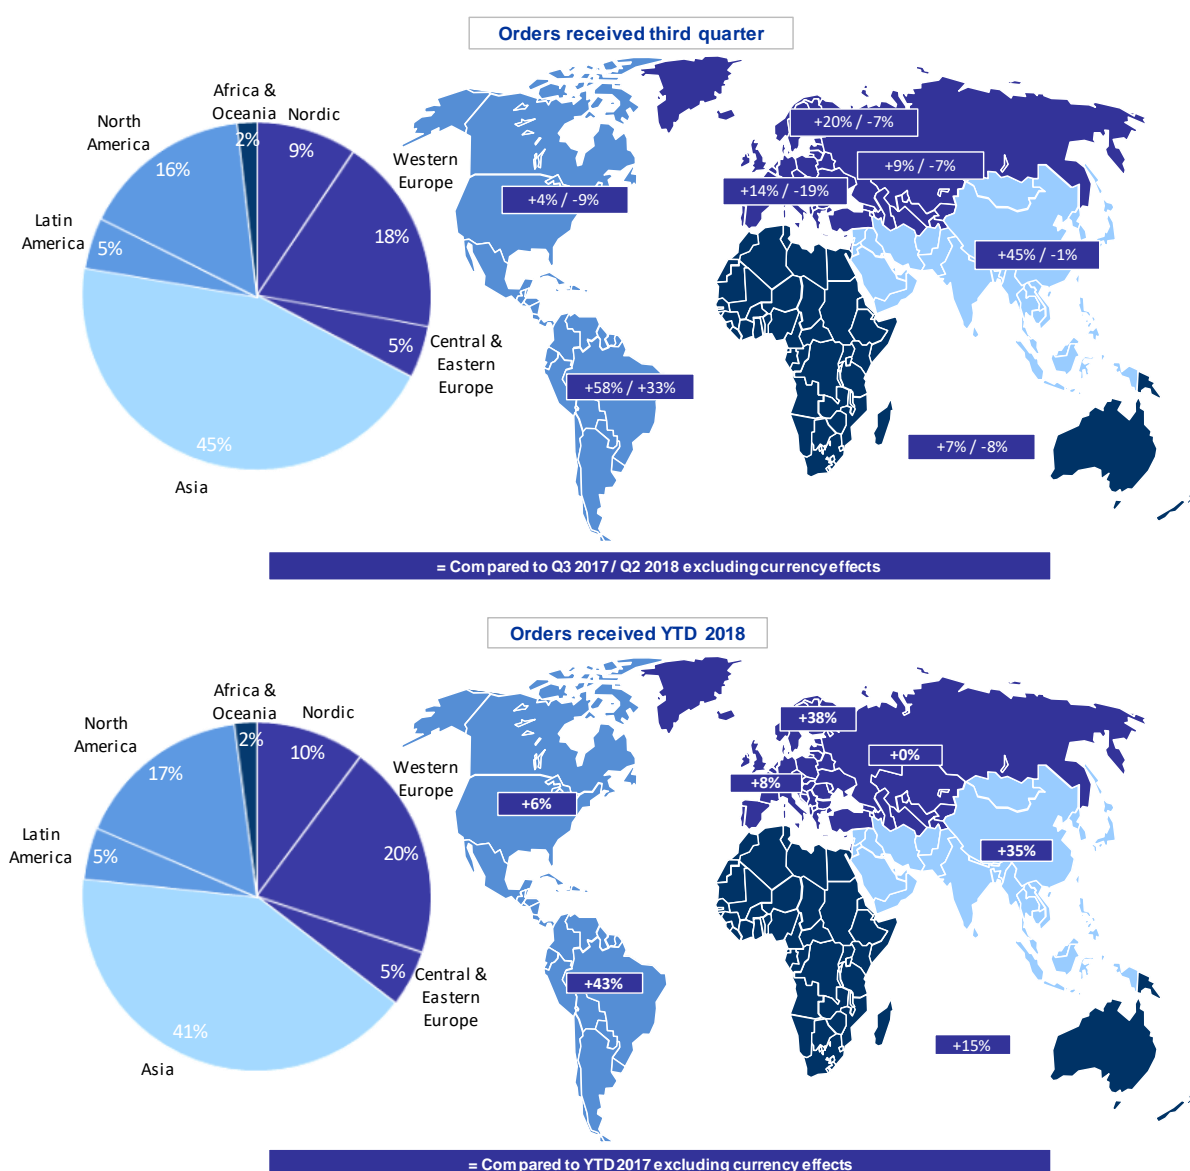 Orders received third quarter
Africa &
Oceania
Nordic
North
America
2%
9%
16%
Western
Europe
Latin
America
5%
18%
5%
Central &
Eastern
Europe
45%
Asia
+20% / -7%
+9% / -7%
+14% / -19%
+4% / -9%
+45% / -1%
+58% / +33%
+7% / -8%
= Compared to Q3 2017 / Q2 2018 excluding currency effects
Orders received YTD 2018
Africa &
Oceania
Nordic
North
America
2%
10%
17%
Western
Europe
Latin
America
5%
20%
5%
Central &
Eastern
Europe
41%
Asia
+38%
+0%
+8%
+6%
+35%
+43%
+15%
= Compared to YTD 2017 excluding currency effects